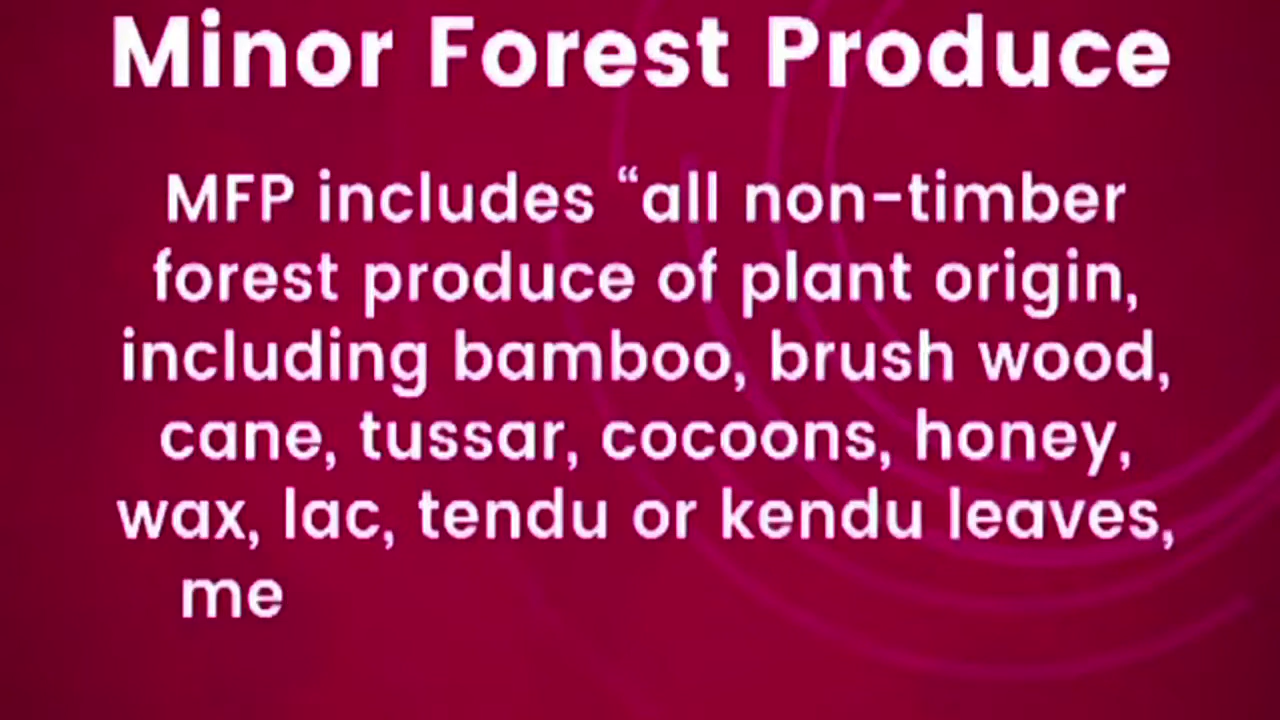 Minor Forest Produce
MFP includes “all non-timber
forest produce of plant origin,
including bamboo, brush wood,
cane, tussar, cocoons, honey,
wax, lac, tendu or kendu leaves,
me